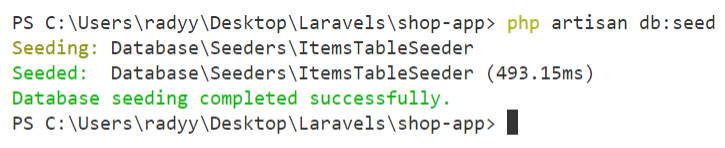 PS C:\Users\radyy\Desktop\Laravels\shop-app> php artisan db:seed
Seeding: Database\Seeders\ItemsTableSeeder
Seeded:  Database\Seeders\ItemsTableSeeder (493.15ms)
Database seeding completed successfully.
PS C:\Users\radyy\Desktop\Laravels\shop-app>